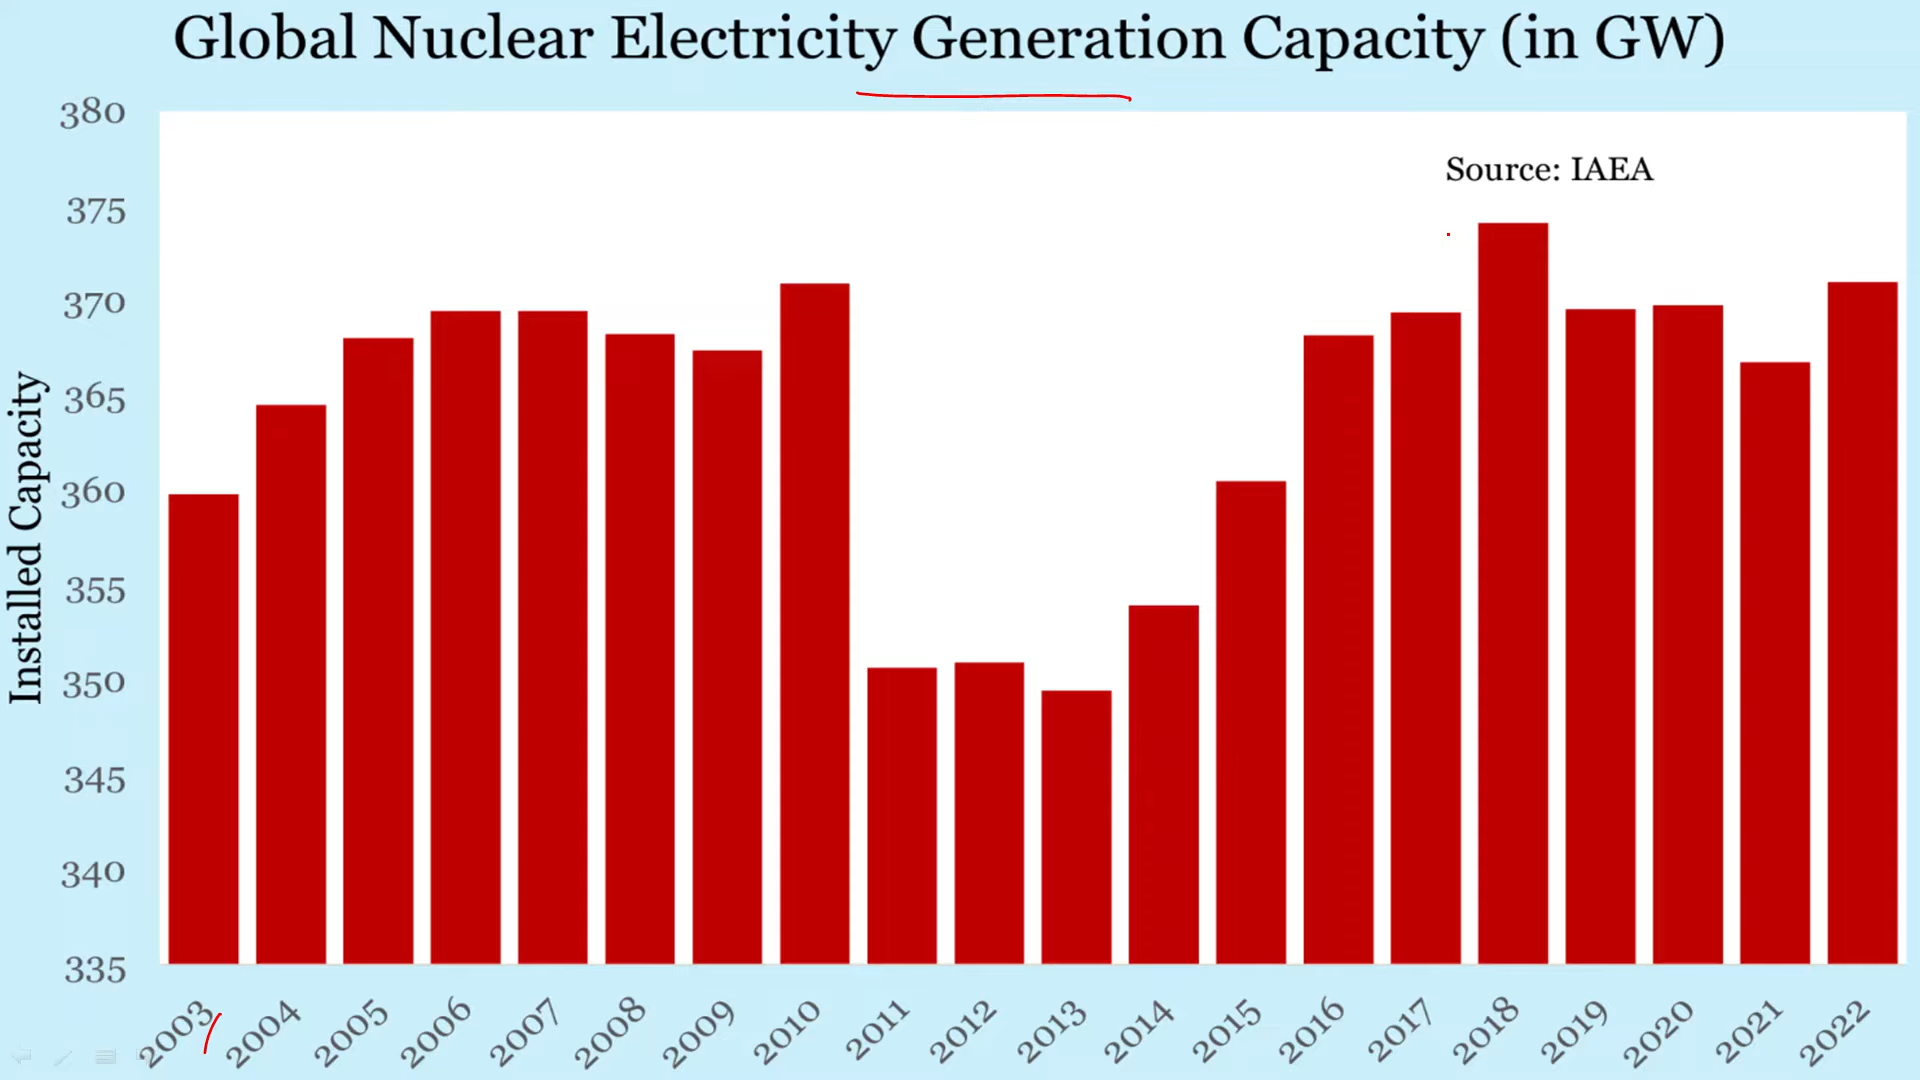 Global Nuclear Electricity Generation Capacity (in GW)
380
Source: IAEA
375
370
365
360
355
350
345
340
335
Installed Capacity
2003 2004 2005 2006 2007 2008 2009 2010 2011 2012 2013 2014 2015 2016 2017 2018 2019 2020 2021 2022